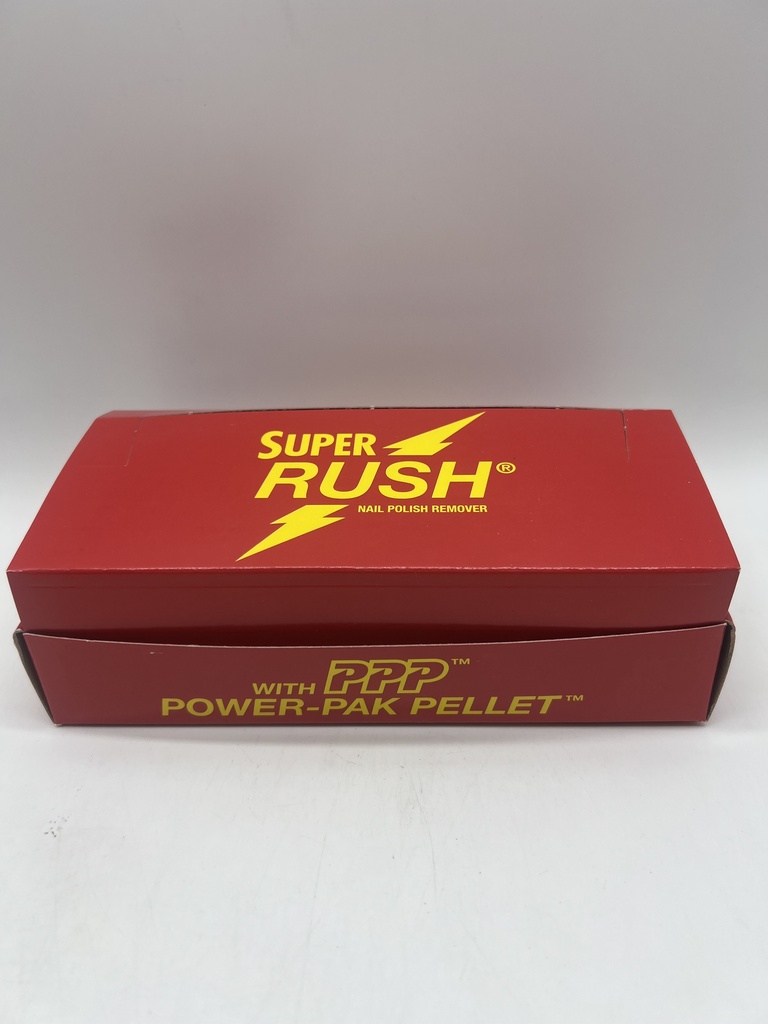 SUPER
RUSH®
NAIL POLISH REMOVER
WITH PPP™
POWER-PAK PELLET™